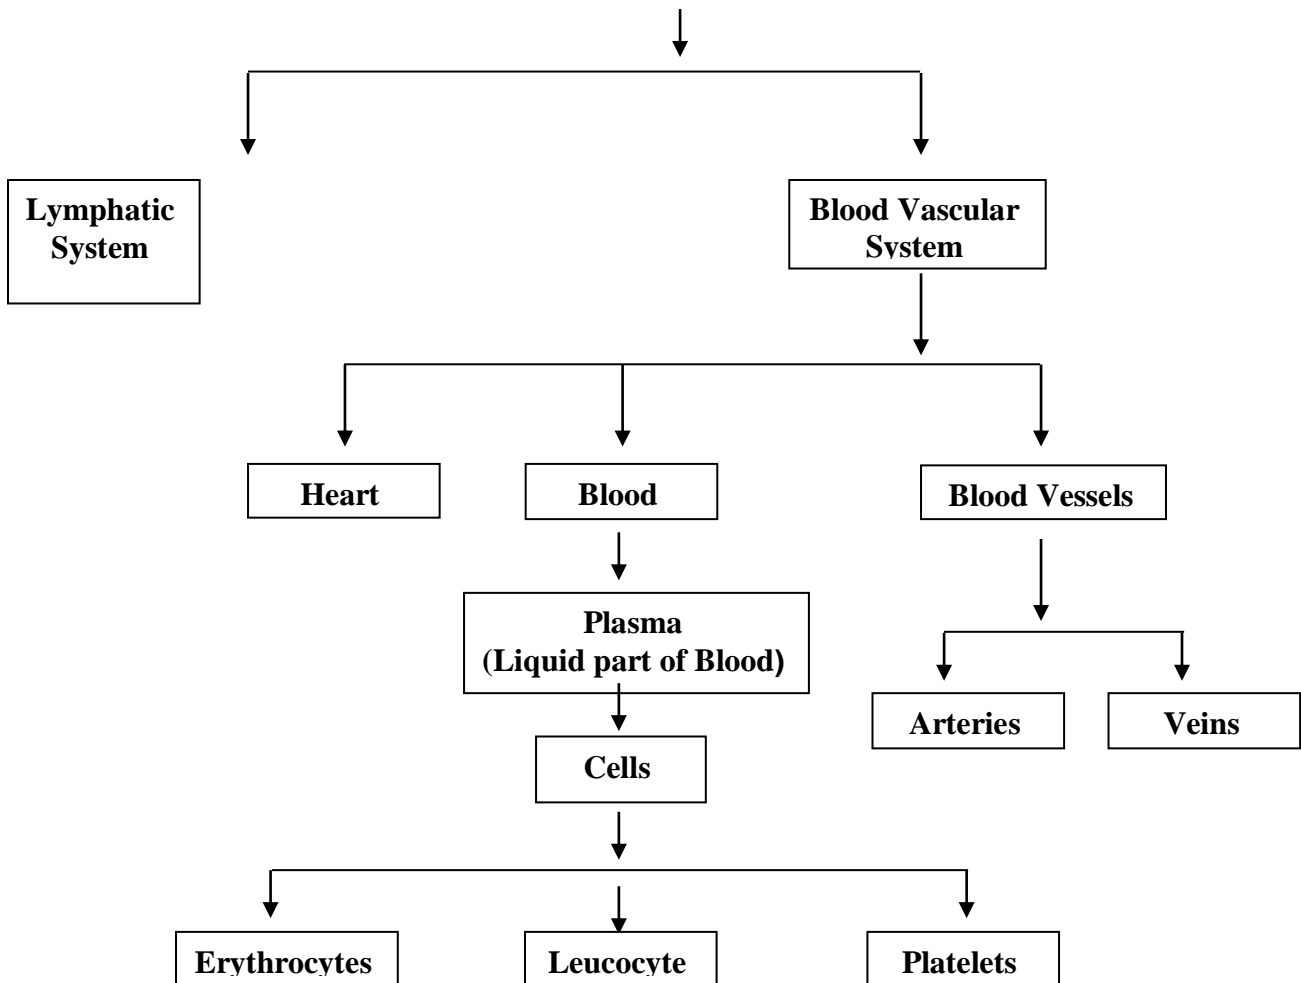 Lymphatic
System
Blood Vascular
System
Heart
Blood
Blood Vessels
Plasma
(Liquid part of Blood)
Arteries
Veins
Cells
Erythrocytes
Leucocyte
Platelets